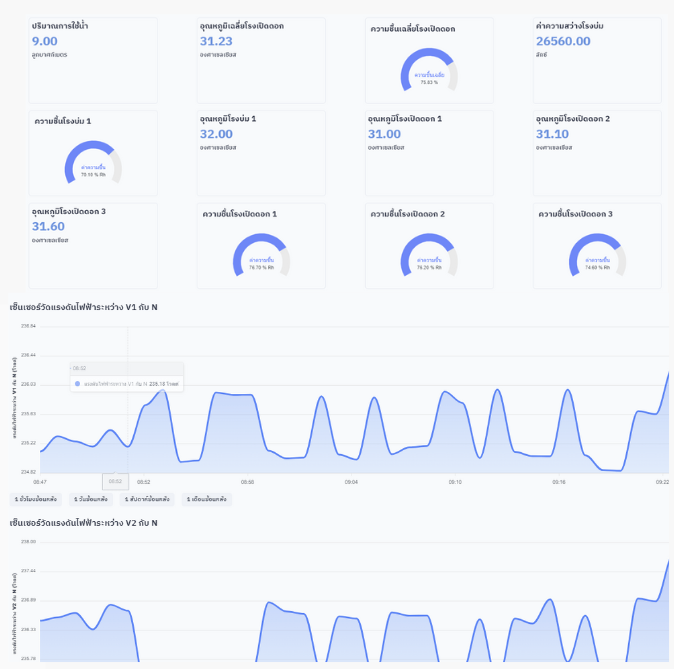 ปริมาณการใช้น้ำ
9.00
ลูกบาศก์เมตร
อุณหภูมิเฉลี่ยโรงเปิดดอก
31.23
องศาเซลเซียส
ความชื้นเฉลี่ยโรงเปิดดอก
ความชื้นเฉลี่ย
75.83 %
ค่าความสว่างโรงบ่ม
26560.00
ลักซ์
ความชื้นโรงบ่ม 1
ค่าความชื้น
70.10 % Rh
อุณหภูมิโรงบ่ม 1
32.00
องศาเซลเซียส
อุณหภูมิโรงเปิดดอก 1
31.00
องศาเซลเซียส
อุณหภูมิโรงเปิดดอก 2
31.10
องศาเซลเซียส
อุณหภูมิโรงเปิดดอก 3
31.60
องศาเซลเซียส
ความชื้นโรงเปิดดอก 1
ค่าความชื้น
76.70 % Rh
ความชื้นโรงเปิดดอก 2
ค่าความชื้น
76.20 % Rh
ความชื้นโรงเปิดดอก 3
ค่าความชื้น
74.60 % Rh
เซ็นเซอร์วัดแรงดันไฟฟ้าระหว่าง V1 กับ N
236.84
236.44
236.03
235.63
235.22
234.82
แรงดันไฟฟ้าระหว่าง V1 กับ N (โวลต์)
แรงดันไฟฟ้าระหว่าง V1 กับ N: 235.18 โวลต์
08:47
08:52
08:58
09:04
09:10
09:16
09:22
1 ชั่วโมงย้อนหลัง
1 วันย้อนหลัง
1 สัปดาห์ย้อนหลัง
1 เดือนย้อนหลัง
เซ็นเซอร์วัดแรงดันไฟฟ้าระหว่าง V2 กับ N
238.00
237.44
236.89
236.33
235.78
แรงดันไฟฟ้าระหว่าง V2 กับ N (โวลต์)